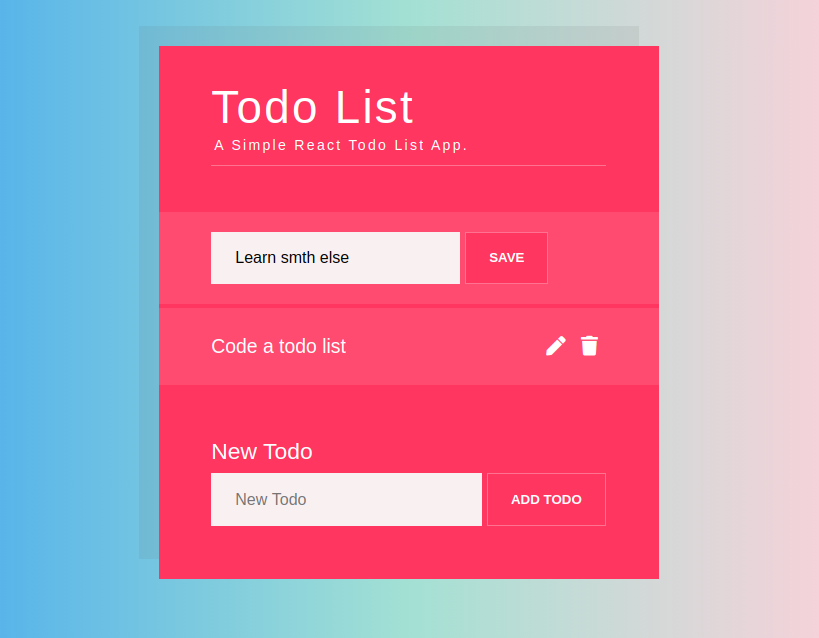 Todo List
A Simple React Todo List App.
Learn smth else
SAVE
Code a todo list
New Todo
New Todo
ADD TODO